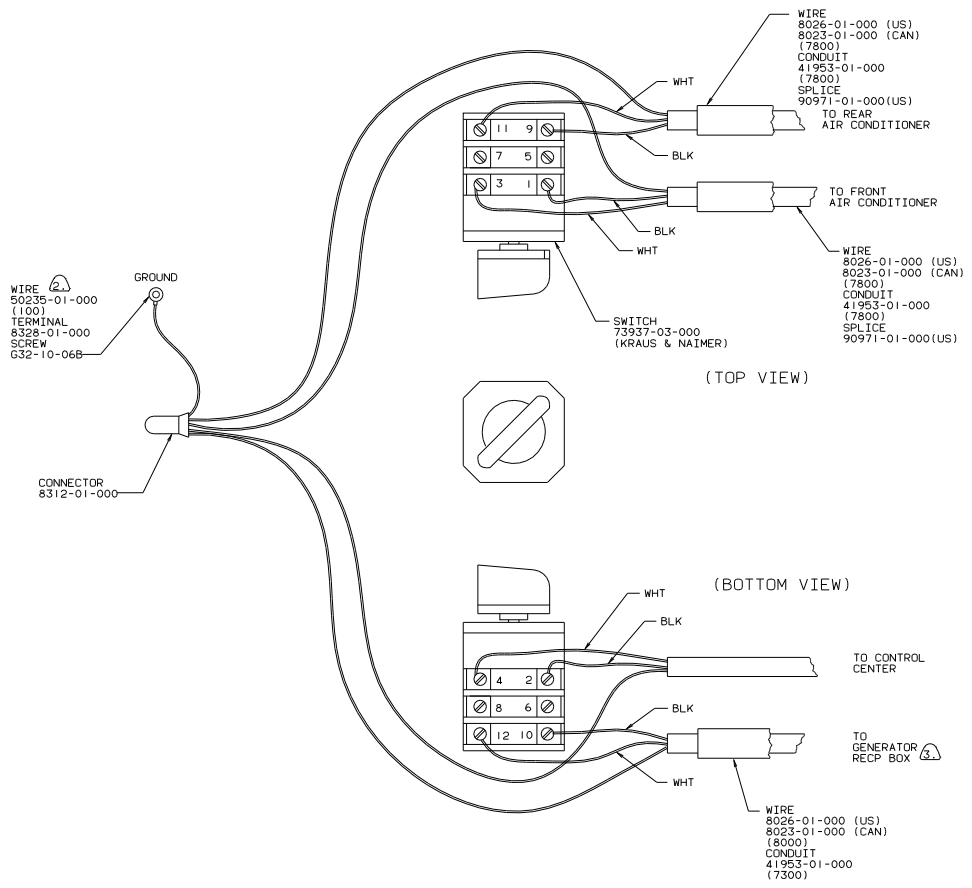 WIRE
8026-01-000 (US)
8023-01-000 (CAN)
(7800)
CONDUIT
41953-01-000
(7800)
SPLICE
90971-01-000(US)
TO REAR
AIR CONDITIONER
WHT
11 9
7 5
3 1
BLK
TO FRONT
AIR CONDITIONER
BLK
WHT
WIRE
8026-01-000 (US)
8023-01-000 (CAN)
(7800)
CONDUIT
41953-01-000
(7800)
SPLICE
90971-01-000(US)
GROUND
WIRE 2.
50235-01-000
(100)
TERMINAL
8328-01-000
SCREW
G32-10-06B
SWITCH
73937-03-000
(KRAUS & NAIMER)
(TOP VIEW)
CONNECTOR
8312-01-000
(BOTTOM VIEW)
WHT
BLK
TO CONTROL
CENTER
4 2
8 6
12 10
BLK
TO
GENERATOR
RECP BOX 3.
WHT
WIRE
8026-01-000 (US)
8023-01-000 (CAN)
(8000)
CONDUIT
41953-01-000
(7300)